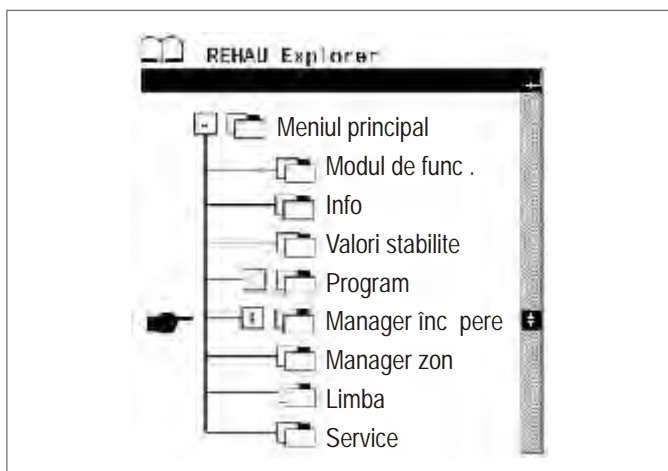 REHAU Explorer
Meniul principal
Modul de func .
Info
Valori stabilite
Program
Manager înc pere
Manager zon
Limba
Service